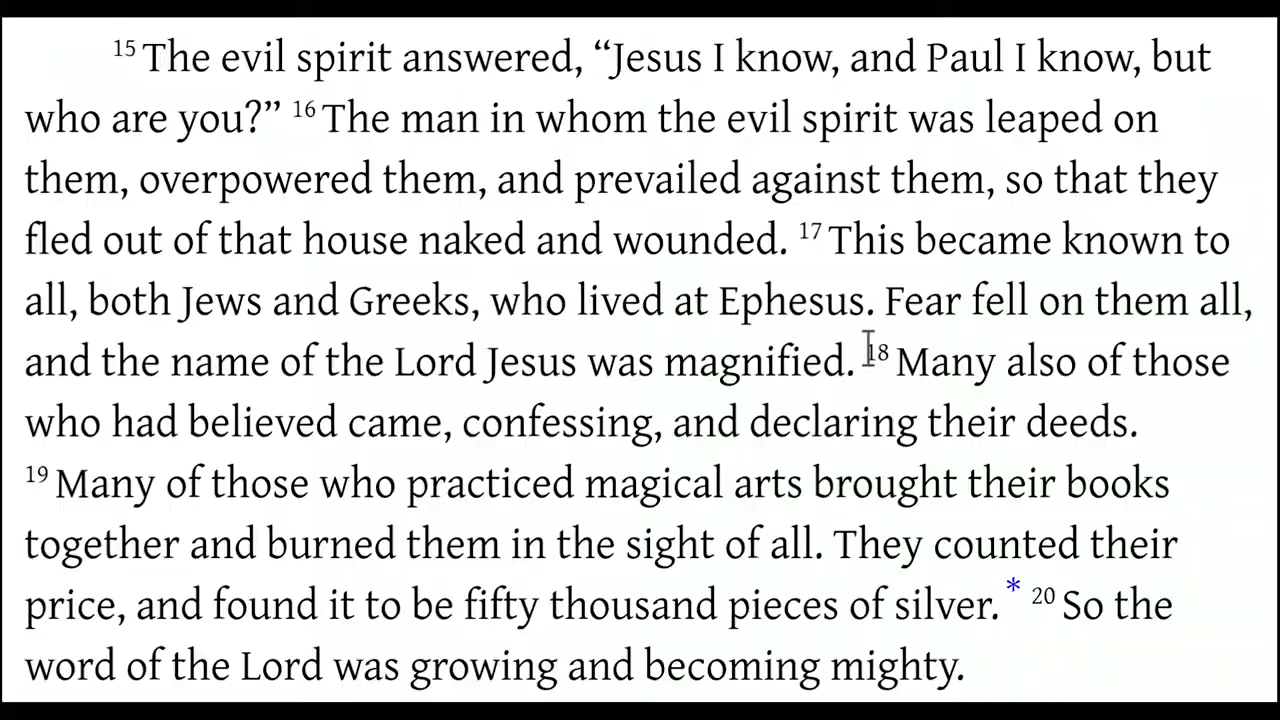 15 The evil spirit answered, “Jesus I know, and Paul I know, but
who are you?” 16 The man in whom the evil spirit was leaped on
them, overpowered them, and prevailed against them, so that they
fled out of that house naked and wounded. 17 This became known to
all, both Jews and Greeks, who lived at Ephesus. Fear fell on them all,
and the name of the Lord Jesus was magnified. 18 Many also of those
who had believed came, confessing, and declaring their deeds.
19 Many of those who practiced magical arts brought their books
together and burned them in the sight of all. They counted their
price, and found it to be fifty thousand pieces of silver. * 20 So the
word of the Lord was growing and becoming mighty.